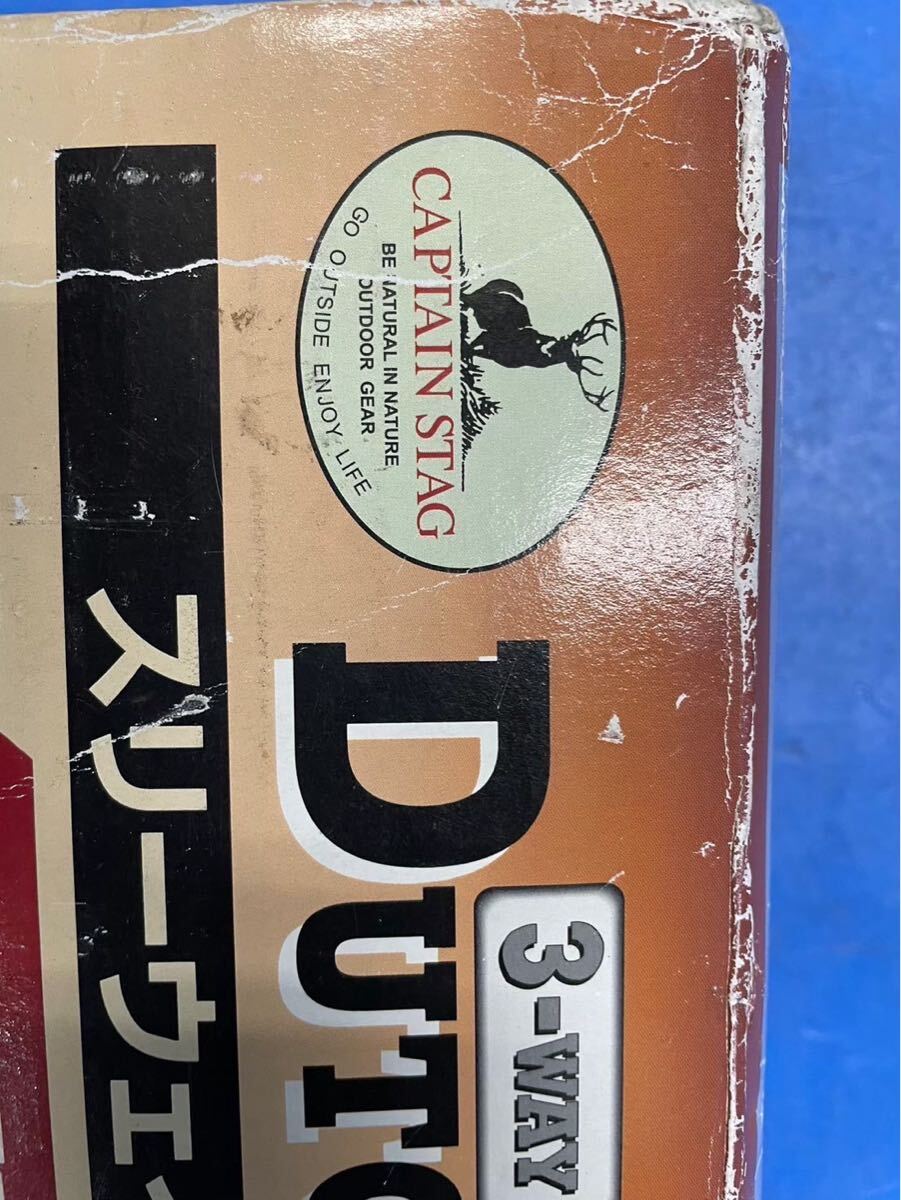 CAPTAIN STAG
BE NATURAL IN NATURE
OUTDOOR GEAR
GO OUTSIDE ENJOY LIFE
3-WAY
DUTC
スリーウェ